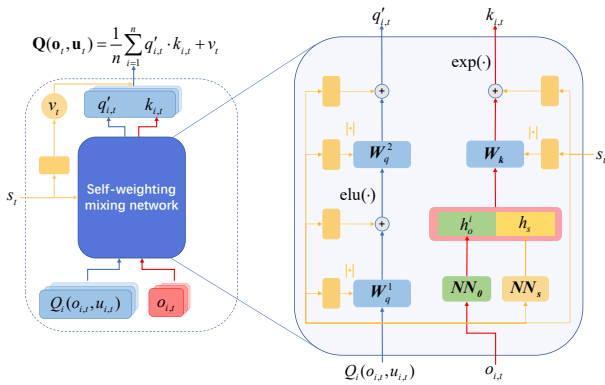 Q(o_t, u_t) = 1/n ∑_{i=1}^{n} q'_{i,t} · k_{i,t} + v_t
v_t
q'_{i,t} k_{i,t}
s_t
Self-weighting
mixing network
Q_i(o_{i,t}, u_{i,t})
o_{i,t}
q'_{i,t}
k_{i,t}
exp(·)
+
+
|·|
|·|
W_q^2
W_k
s_t
elu(·)
+
h_o^i
h_s
|·|
W_q^1
NN_0
NN_s
Q_i(o_{i,t}, u_{i,t})
o_{i,t}